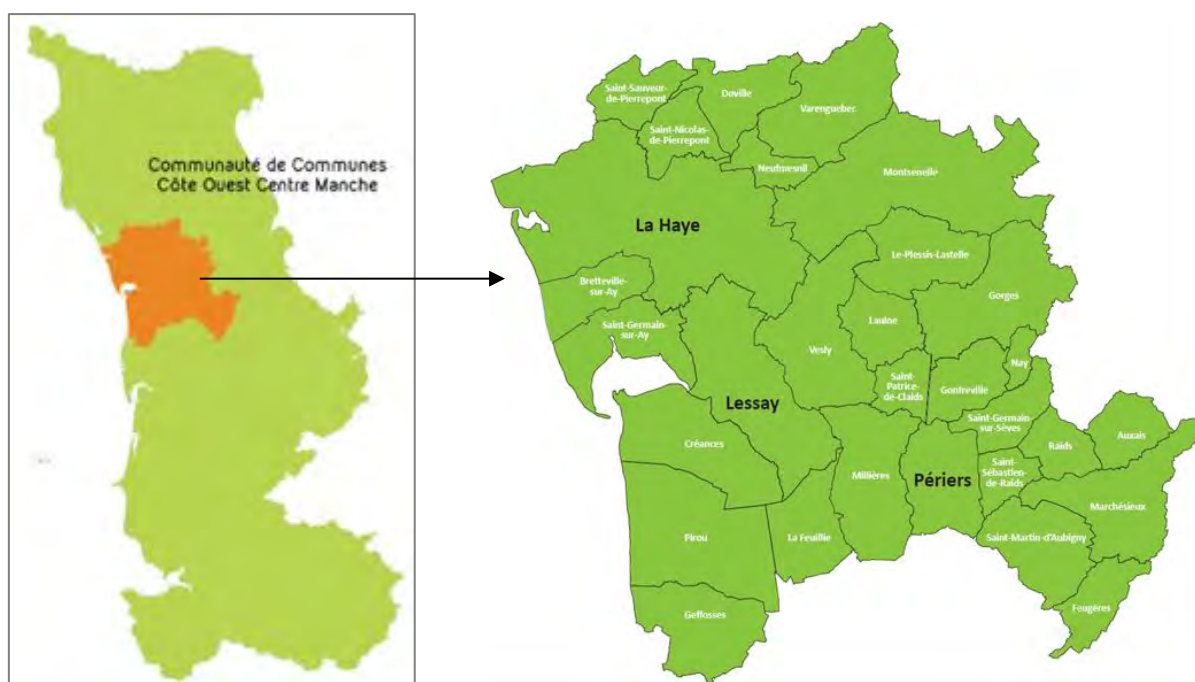 Communauté de Communes
Côte Ouest Centre Manche
Saint-Sauveur-
de-Pierrepont
Doville
Varenguebec
Saint-Nicolas-
de-Pierrepont
Neufmesnil
Montsenelle
La Haye
Le-Plessis-Lastelle
Bretteville-
sur-Ay
Gorges
Saint-Germain-
sur-Ay
Laulne
Vesly
Nay
Saint-
Patrice-
de-Claids
Gontreville
Lessay
Saint-Germain
sur-Sèves
Créances
Raids
Auxais
Saint-
Sébastien-
de-Raids
Millières
Périers
Marchésieux
Pirou
La Feuillie
Saint-Martin-d'Aubigny
Geffosses
Feugères